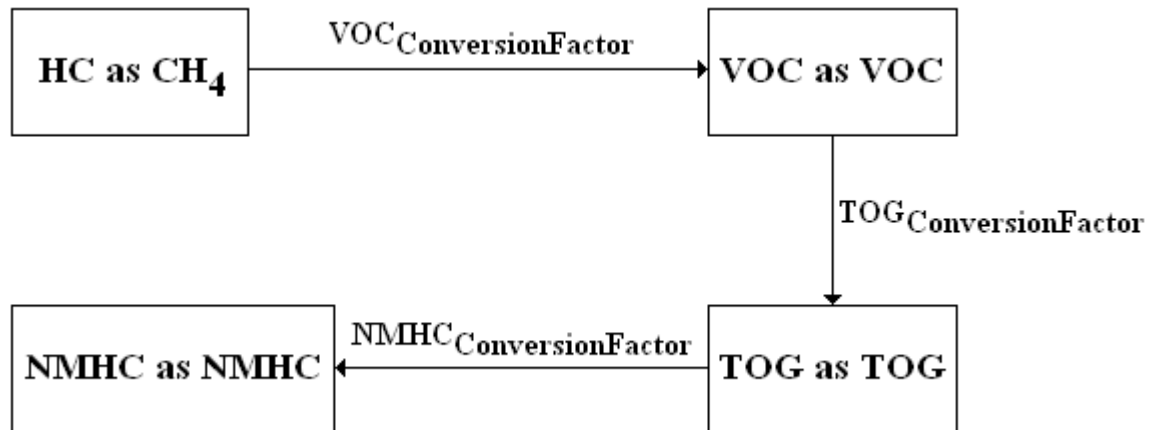 VOCConversionFactor
HC as CH4
VOC as VOC
TOGConversionFactor
NMHCConversionFactor
NMHC as NMHC
TOG as TOG